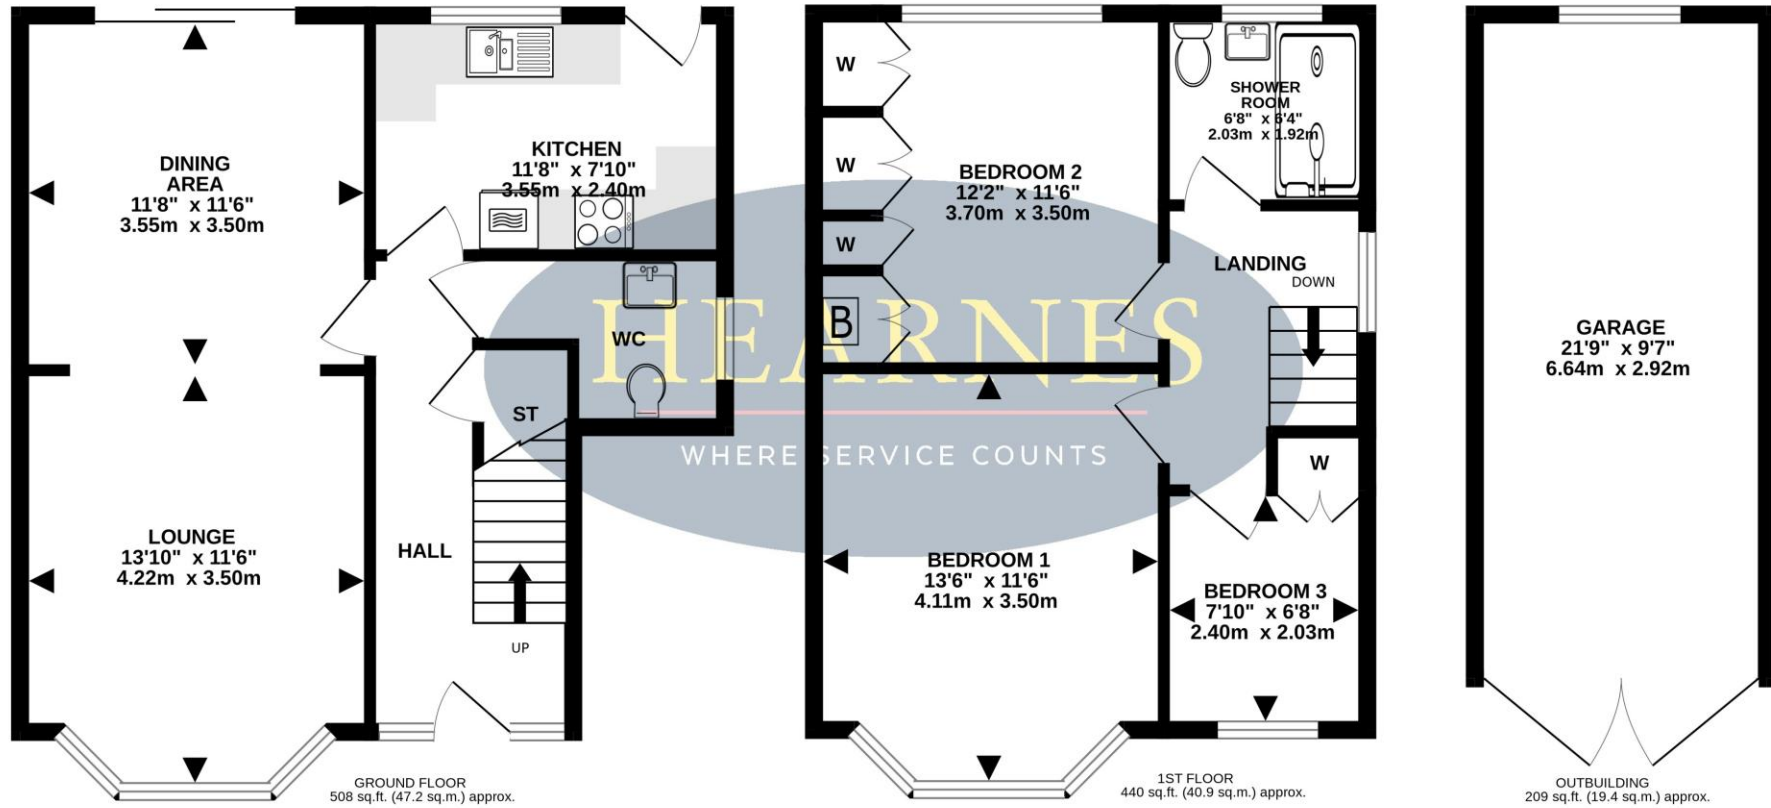 DINING
AREA
11'8" x 11'6"
3.55m x 3.50m
KITCHEN
11'8" x 7'10"
3.55m x 2.40m
WC
ST
LOUNGE
13'10" x 11'6"
4.22m x 3.50m
HALL
UP
GROUND FLOOR
508 sq.ft. (47.2 sq.m.) approx.
HEARNES
WHERE SERVICE COUNTS
W
W
W
B
BEDROOM 2
12'2" x 11'6"
3.70m x 3.50m
SHOWER
ROOM
6'8" x 6'4"
2.03m x 1.92m
LANDING
DOWN
W
BEDROOM 1
13'6" x 11'6"
4.11m x 3.50m
BEDROOM 3
7'10" x 6'8"
2.40m x 2.03m
1ST FLOOR
440 sq.ft. (40.9 sq.m.) approx.
GARAGE
21'9" x 9'7"
6.64m x 2.92m
OUTBUILDING
209 sq.ft. (19.4 sq.m.) approx.